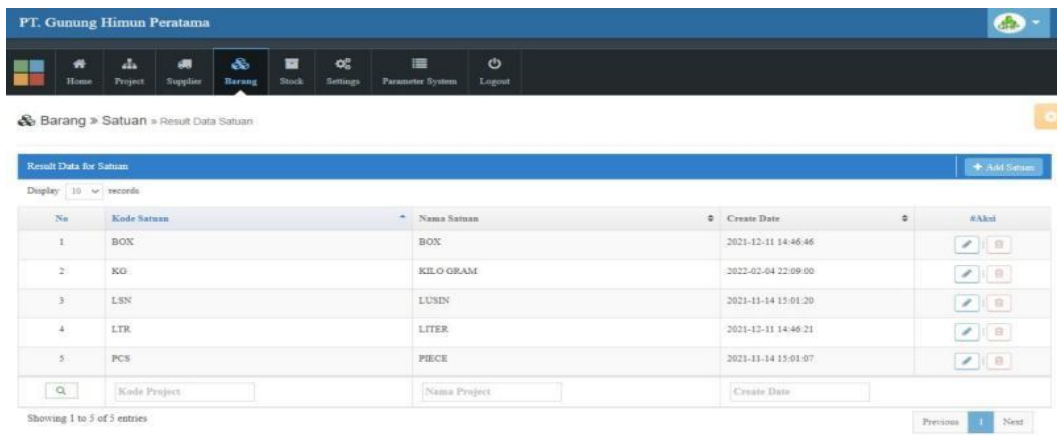 PT. Gunung Himun Peratama
Home Project Supplier Barang Stock Settings Parameter System Logout
Barang » Satuan » Result Data Satuan
Result Data for Satuan + Add Satuan
Display 10 records
No Kode Satuan Nama Satuan Create Date #Aksi
1 BOX BOX 2021-12-11 14:46:46
2 KG KILO GRAM 2022-02-04 22:09:00
3 LSN LUSIN 2021-11-14 15:01:20
4 LTR LITER 2021-12-11 14:46:21
5 PCS PIECE 2021-11-14 15:01:07
Kode Project Nama Project Create Date
Showing 1 to 5 of 5 entries Previous 1 Next